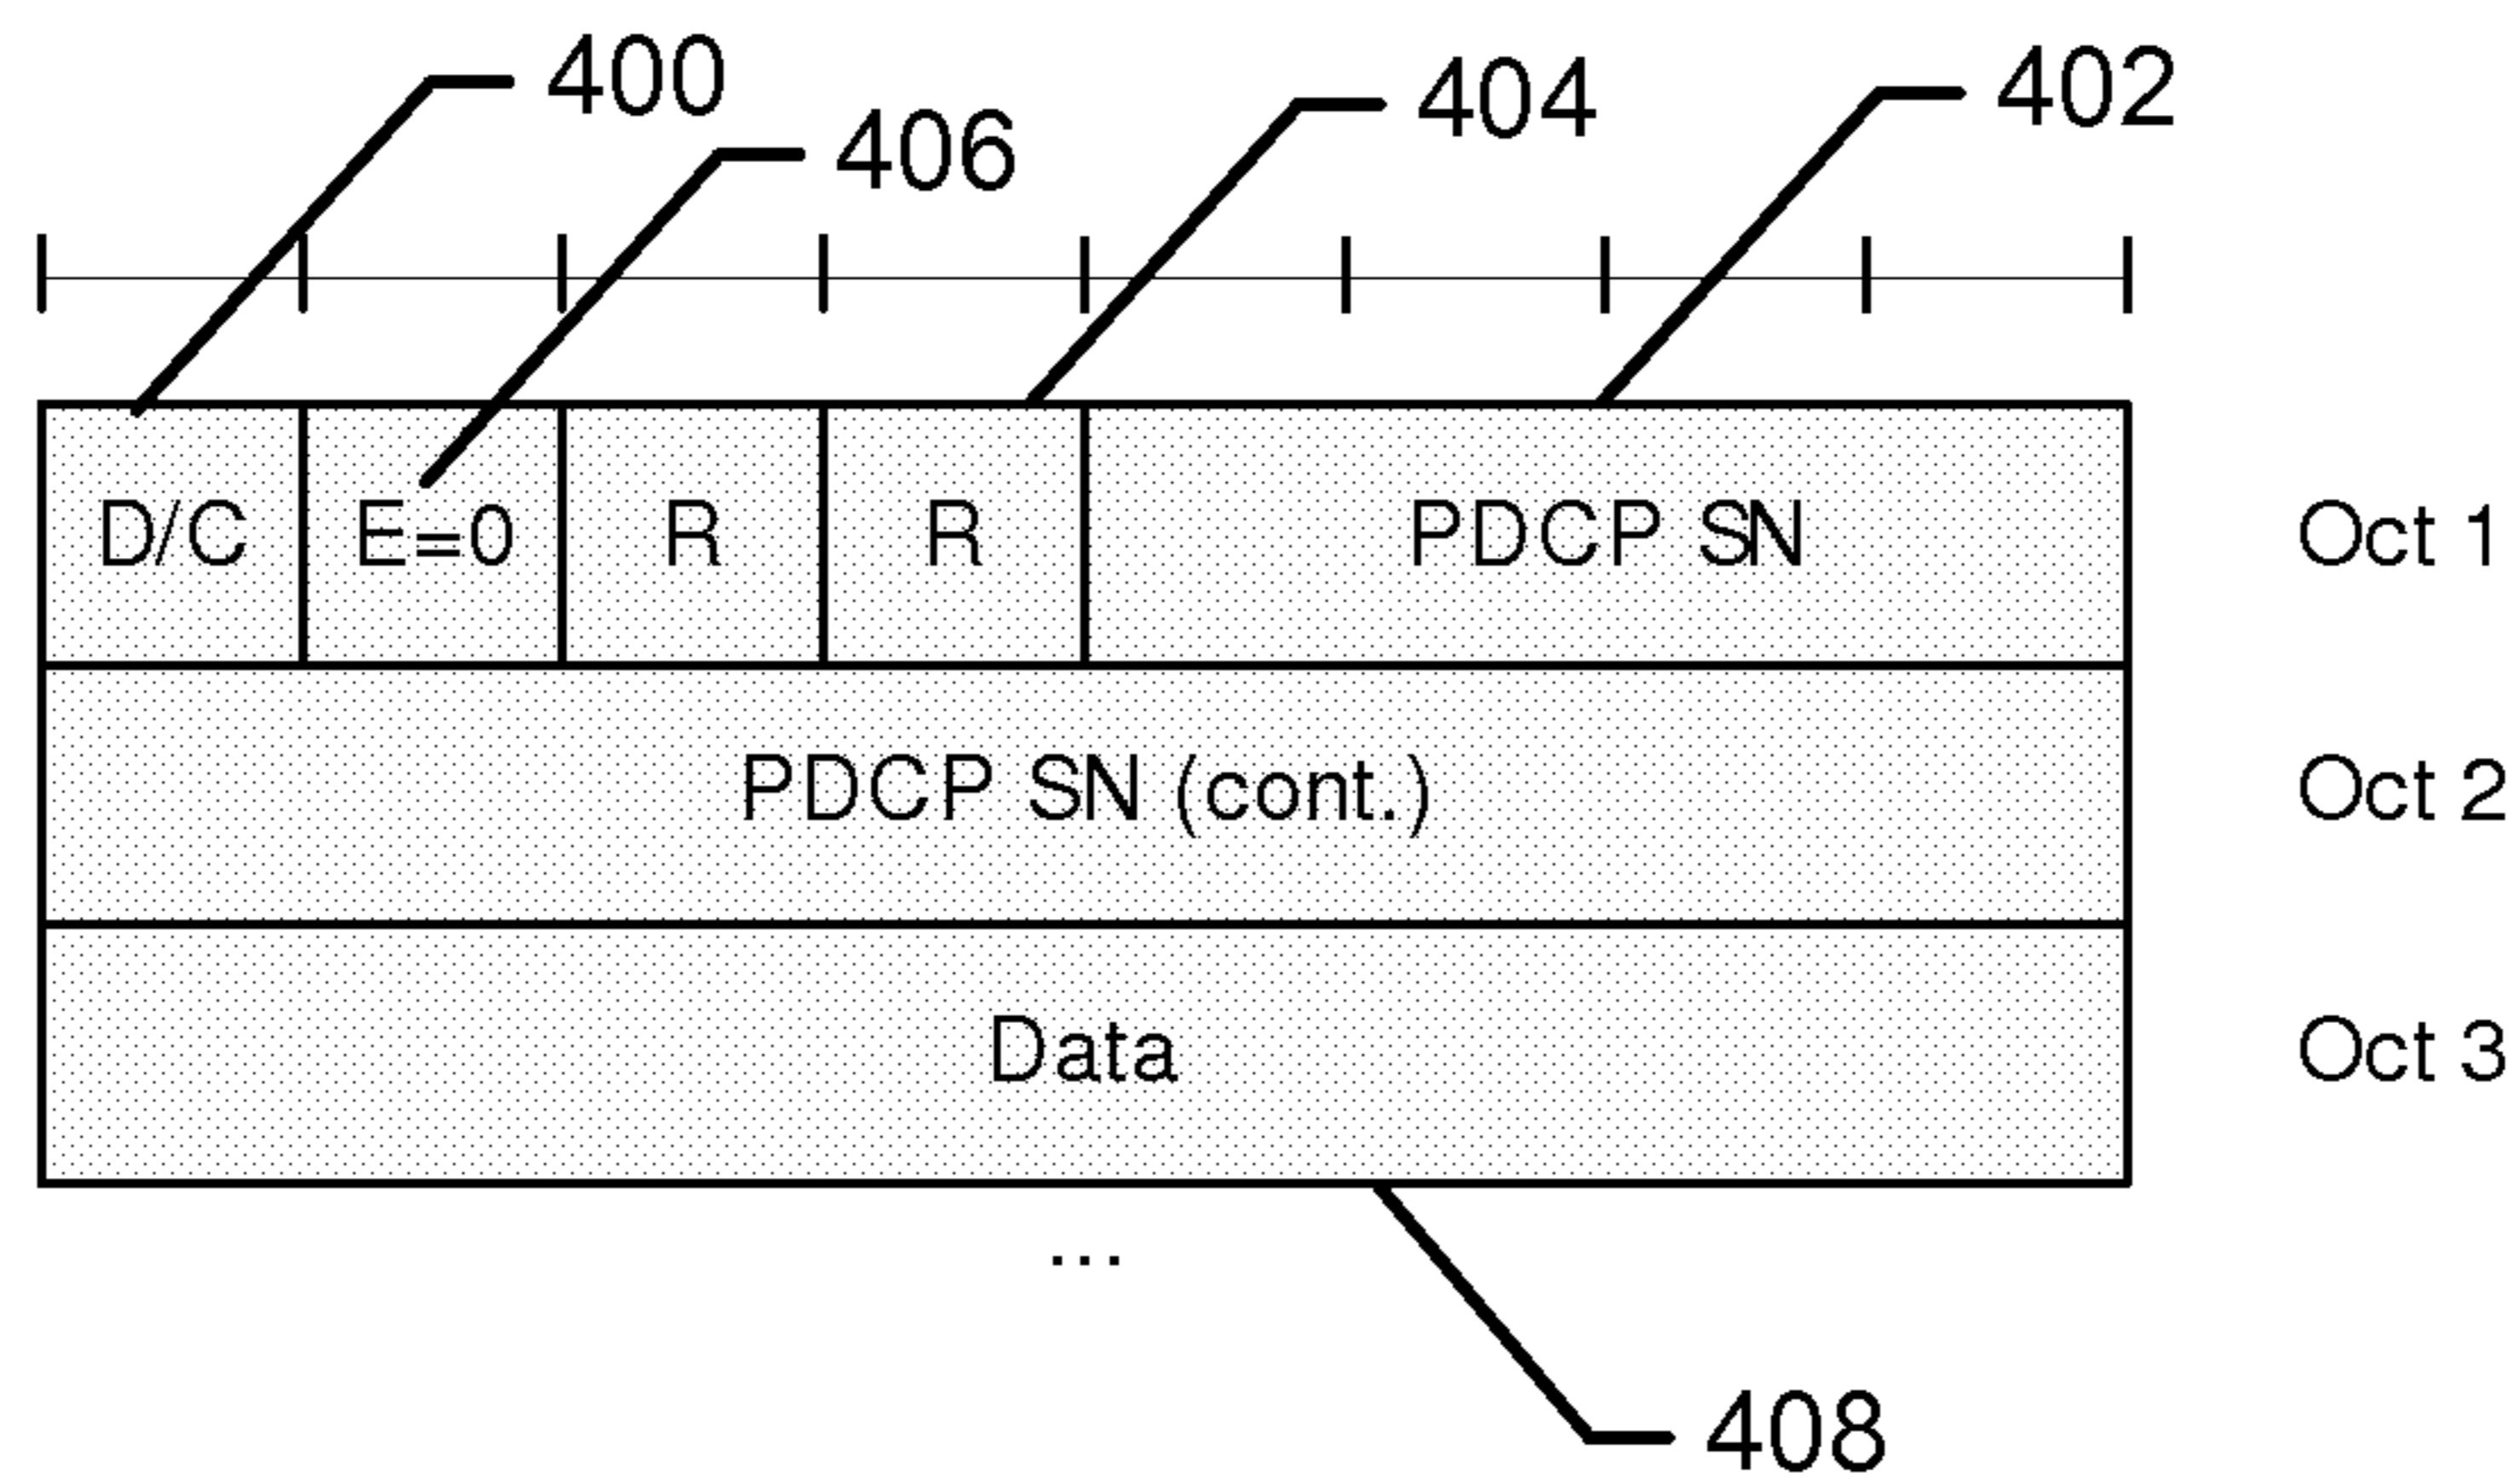 400
406
404
402
D/C E=0 R R PDCP SN Oct 1
PDCP SN (cont.) Oct 2
Data Oct 3
...
408